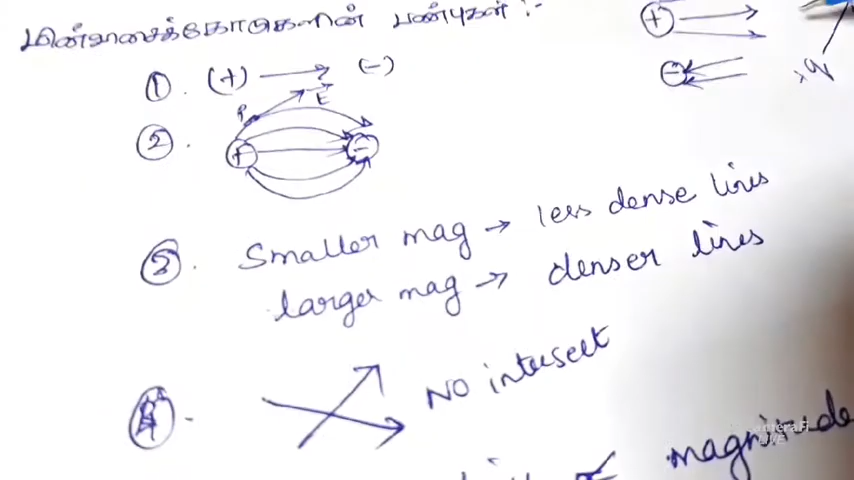 மின்விசைக்கோடுகளின் பண்புகள் :-
① . (+) → (-)
② . P E
+ -
③ . Smaller mag → less dense lines
larger mag → denser lines
④ - No intersect
magnitude